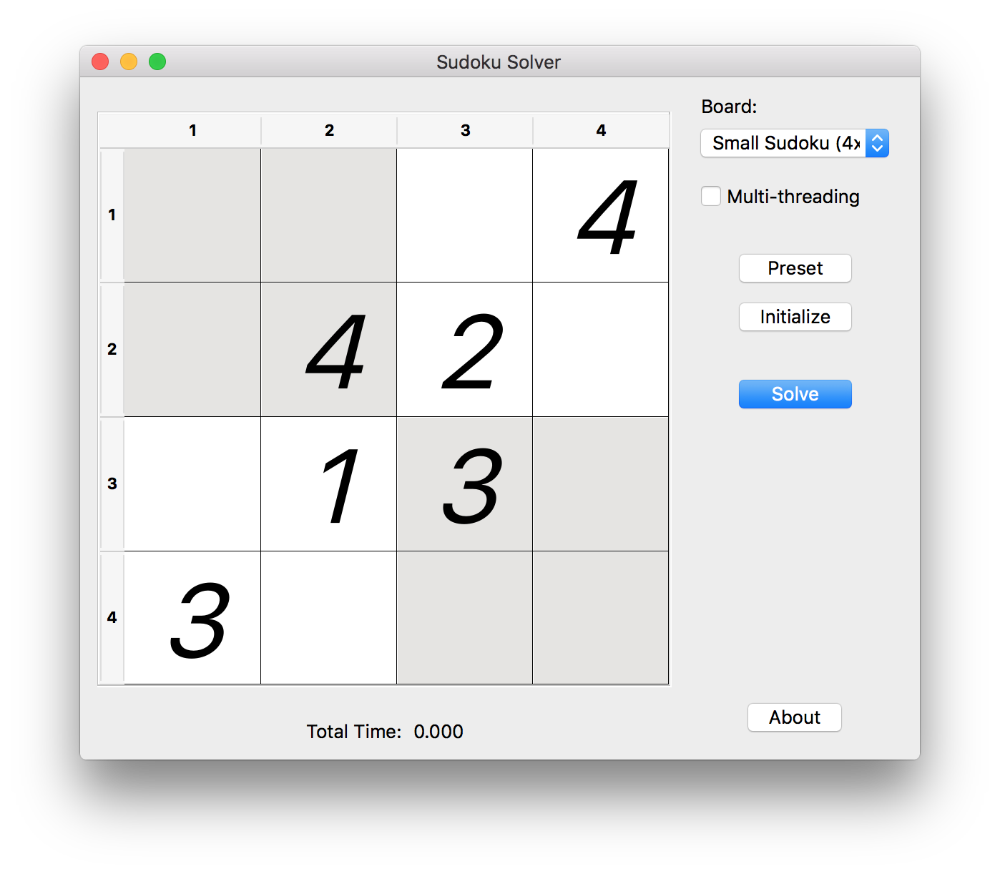 Sudoku Solver
Board:
Small Sudoku (4x
Multi-threading
Preset
Initialize
Solve
About
1 2 3 4
1 4
2 4 2
3 1 3
4 3
Total Time: 0.000